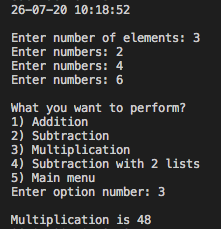 26-07-20 10:18:52
Enter number of elements: 3
Enter numbers: 2
Enter numbers: 4
Enter numbers: 6
What you want to perform?
1) Addition
2) Subtraction
3) Multiplication
4) Subtraction with 2 lists
5) Main menu
Enter option number: 3
Multiplication is 48